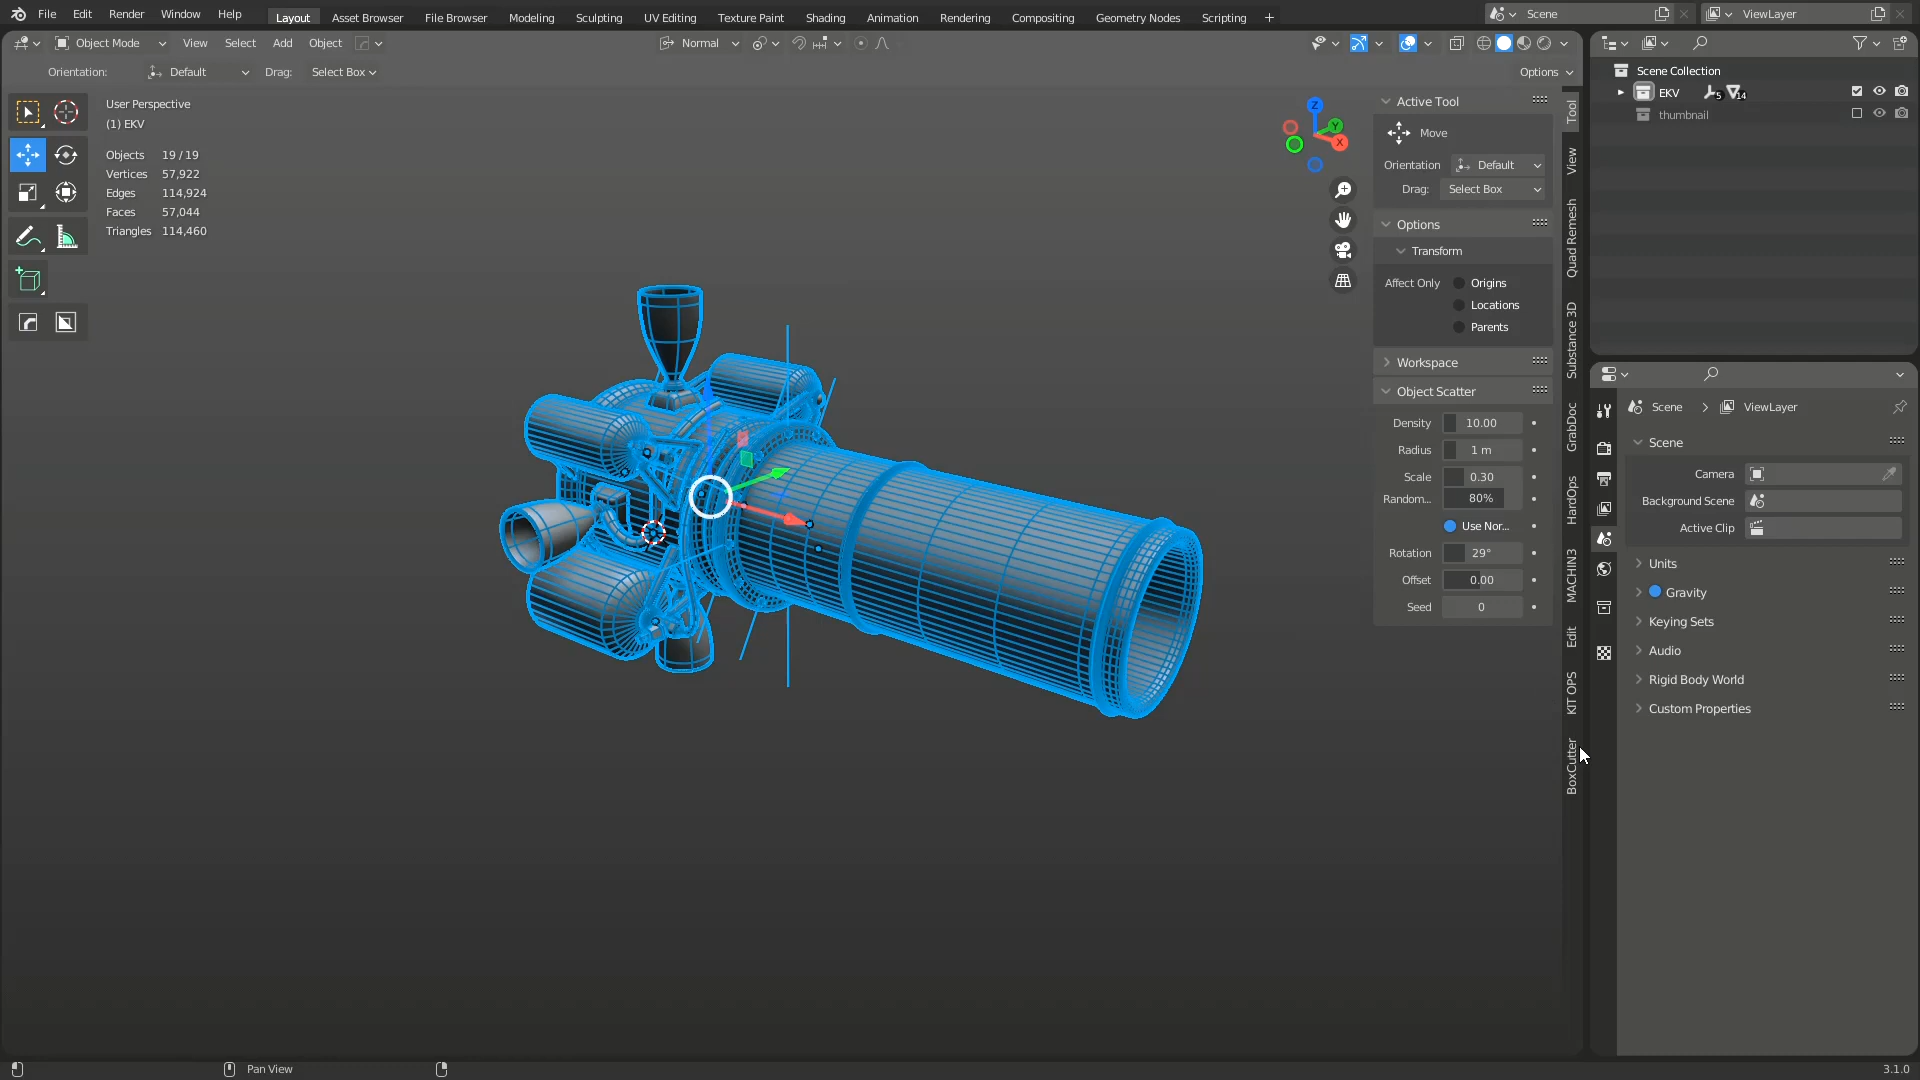 File Edit Render Window Help Layout Asset Browser File Browser Modeling Sculpting UV Editing Texture Paint Shading Animation Rendering Compositing Geometry Nodes Scripting + Scene ViewLayer
Object Mode View Select Add Object Normal
Orientation: Default Drag: Select Box Options
User Perspective
(1) EKV
Objects 19 / 19
Vertices 57,922
Edges 114,924
Faces 57,044
Triangles 114,460
Z
Y
X
Active Tool
Move
Orientation Default
Drag: Select Box
Options
Transform
Affect Only Origins
Locations
Parents
Workspace
Object Scatter
Density 10.00
Radius 1 m
Scale 0.30
Random... 80%
Use Nor...
Rotation 29°
Offset 0.00
Seed 0
Tool
View
Quad Remesh
Substance 3D
GrabDoc
HardOps
MACHIN3
Edit
KIT OPS
BoxCutter
Scene Collection
EKV 5 14
thumbnail
Scene ViewLayer
Scene
Camera
Background Scene
Active Clip
Units
Gravity
Keying Sets
Audio
Rigid Body World
Custom Properties
Pan View
3.1.0